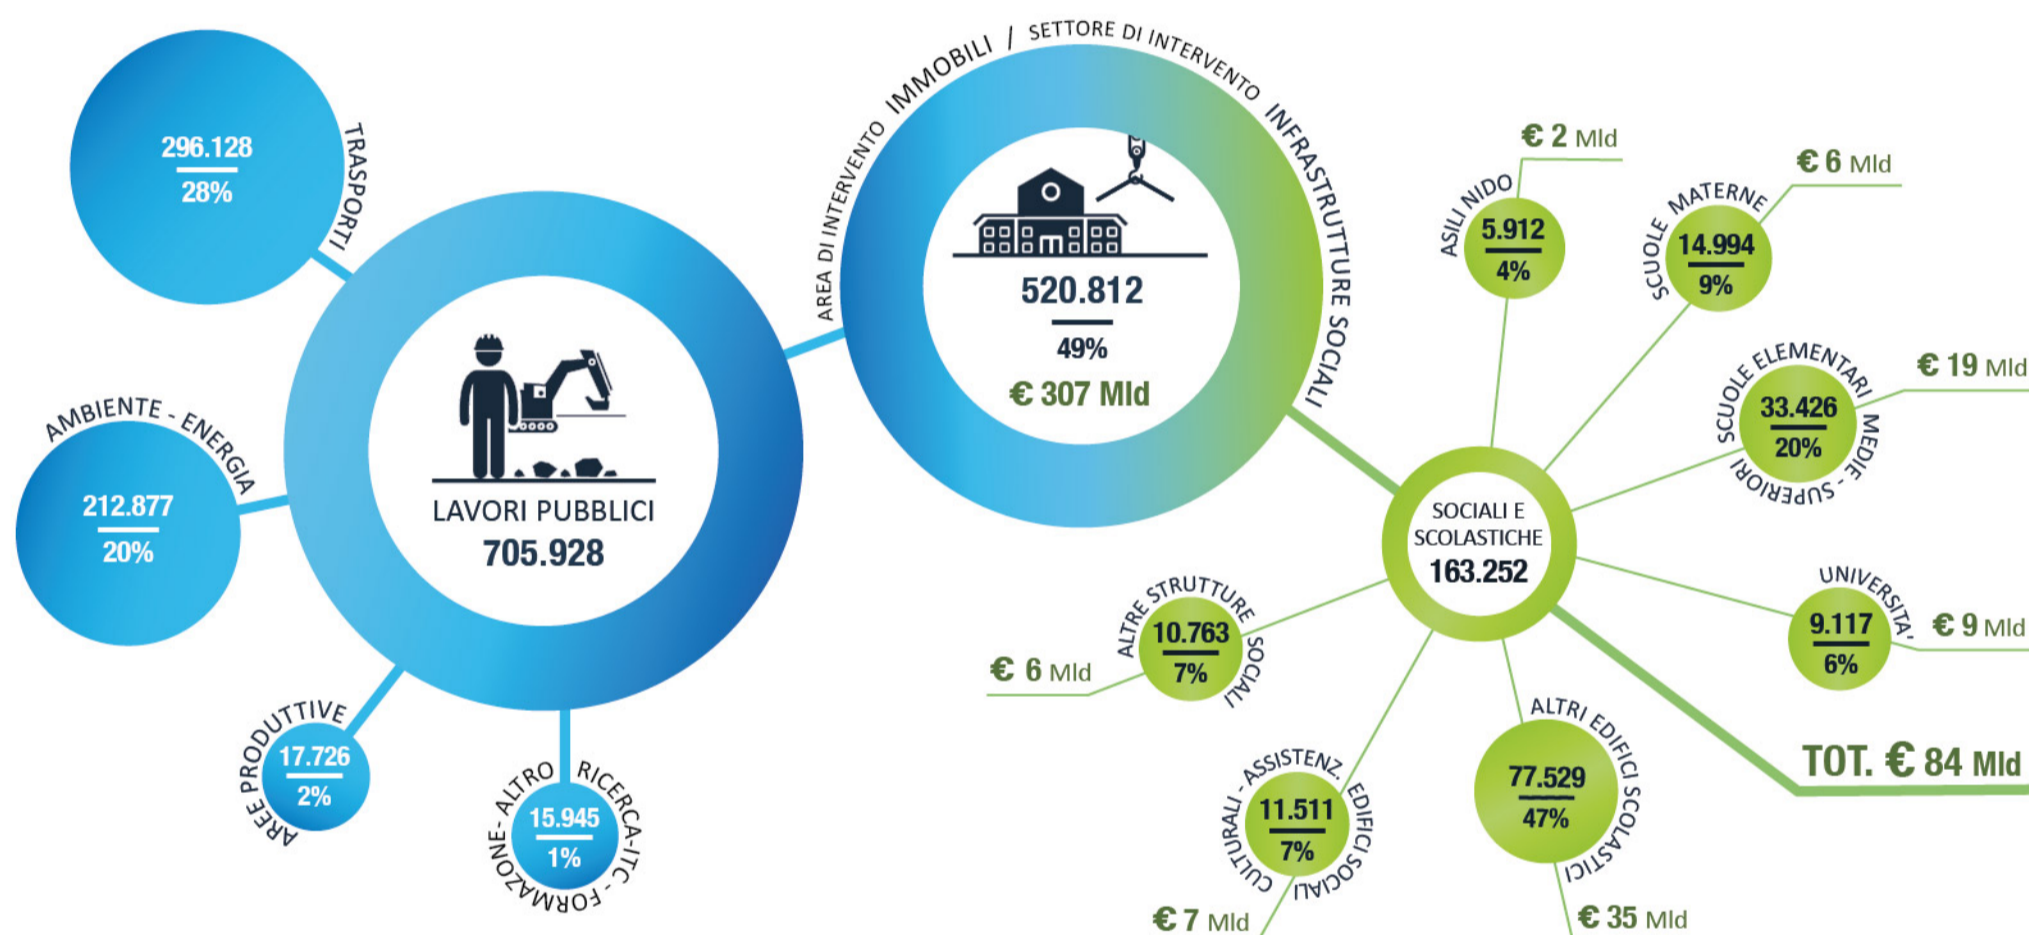 296.128
28%
TRASPORTI
AMBIENTE - ENERGIA
212.877
20%
AREE PRODUTTIVE
17.726
2%
RICERCA-ITC - FORMAZONE- ALTRO
15.945
1%
LAVORI PUBBLICI
705.928
AREA DI INTERVENTO IMMOBILI / SETTORE DI INTERVENTO INFRASTRUTTURE SOCIALI
520.812
49%
€ 307 Mld
SOCIALI E
SCOLASTICHE
163.252
ASILI NIDO
5.912
4%
€ 2 Mld
SCUOLE MATERNE
14.994
9%
€ 6 Mld
SCUOLE ELEMENTARI MEDIE - SUPERIORI
33.426
20%
€ 19 Mld
UNIVERSITA'
9.117
6%
€ 9 Mld
TOT. € 84 Mld
ALTRI EDIFICI SCOLASTICI
77.529
47%
€ 35 Mld
EDIFICI SOCIALI CULTURALI - ASSISTENZ.
11.511
7%
€ 7 Mld
ALTRE STRUTTURE SOCIALI
10.763
7%
€ 6 Mld